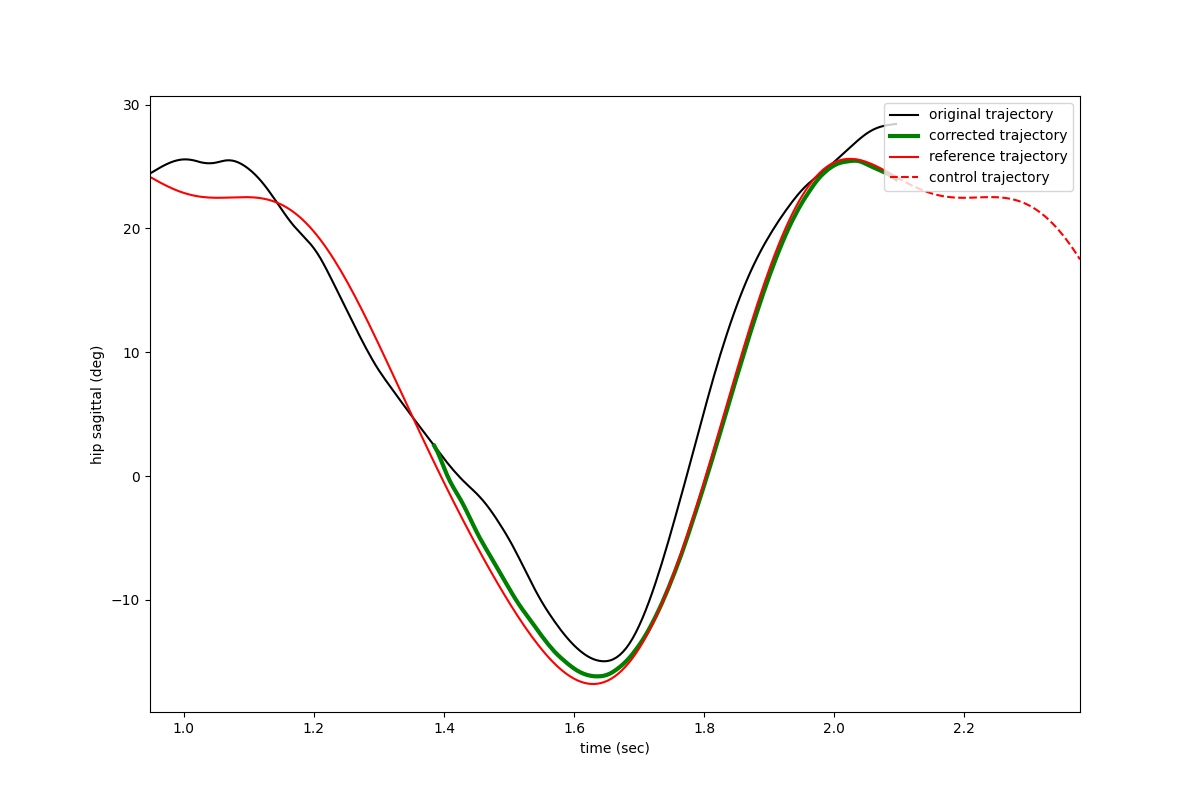 30
20
10
0
−10
hip sagittal (deg)
original trajectory
corrected trajectory
reference trajectory
control trajectory
1.0 1.2 1.4 1.6 1.8 2.0 2.2
time (sec)